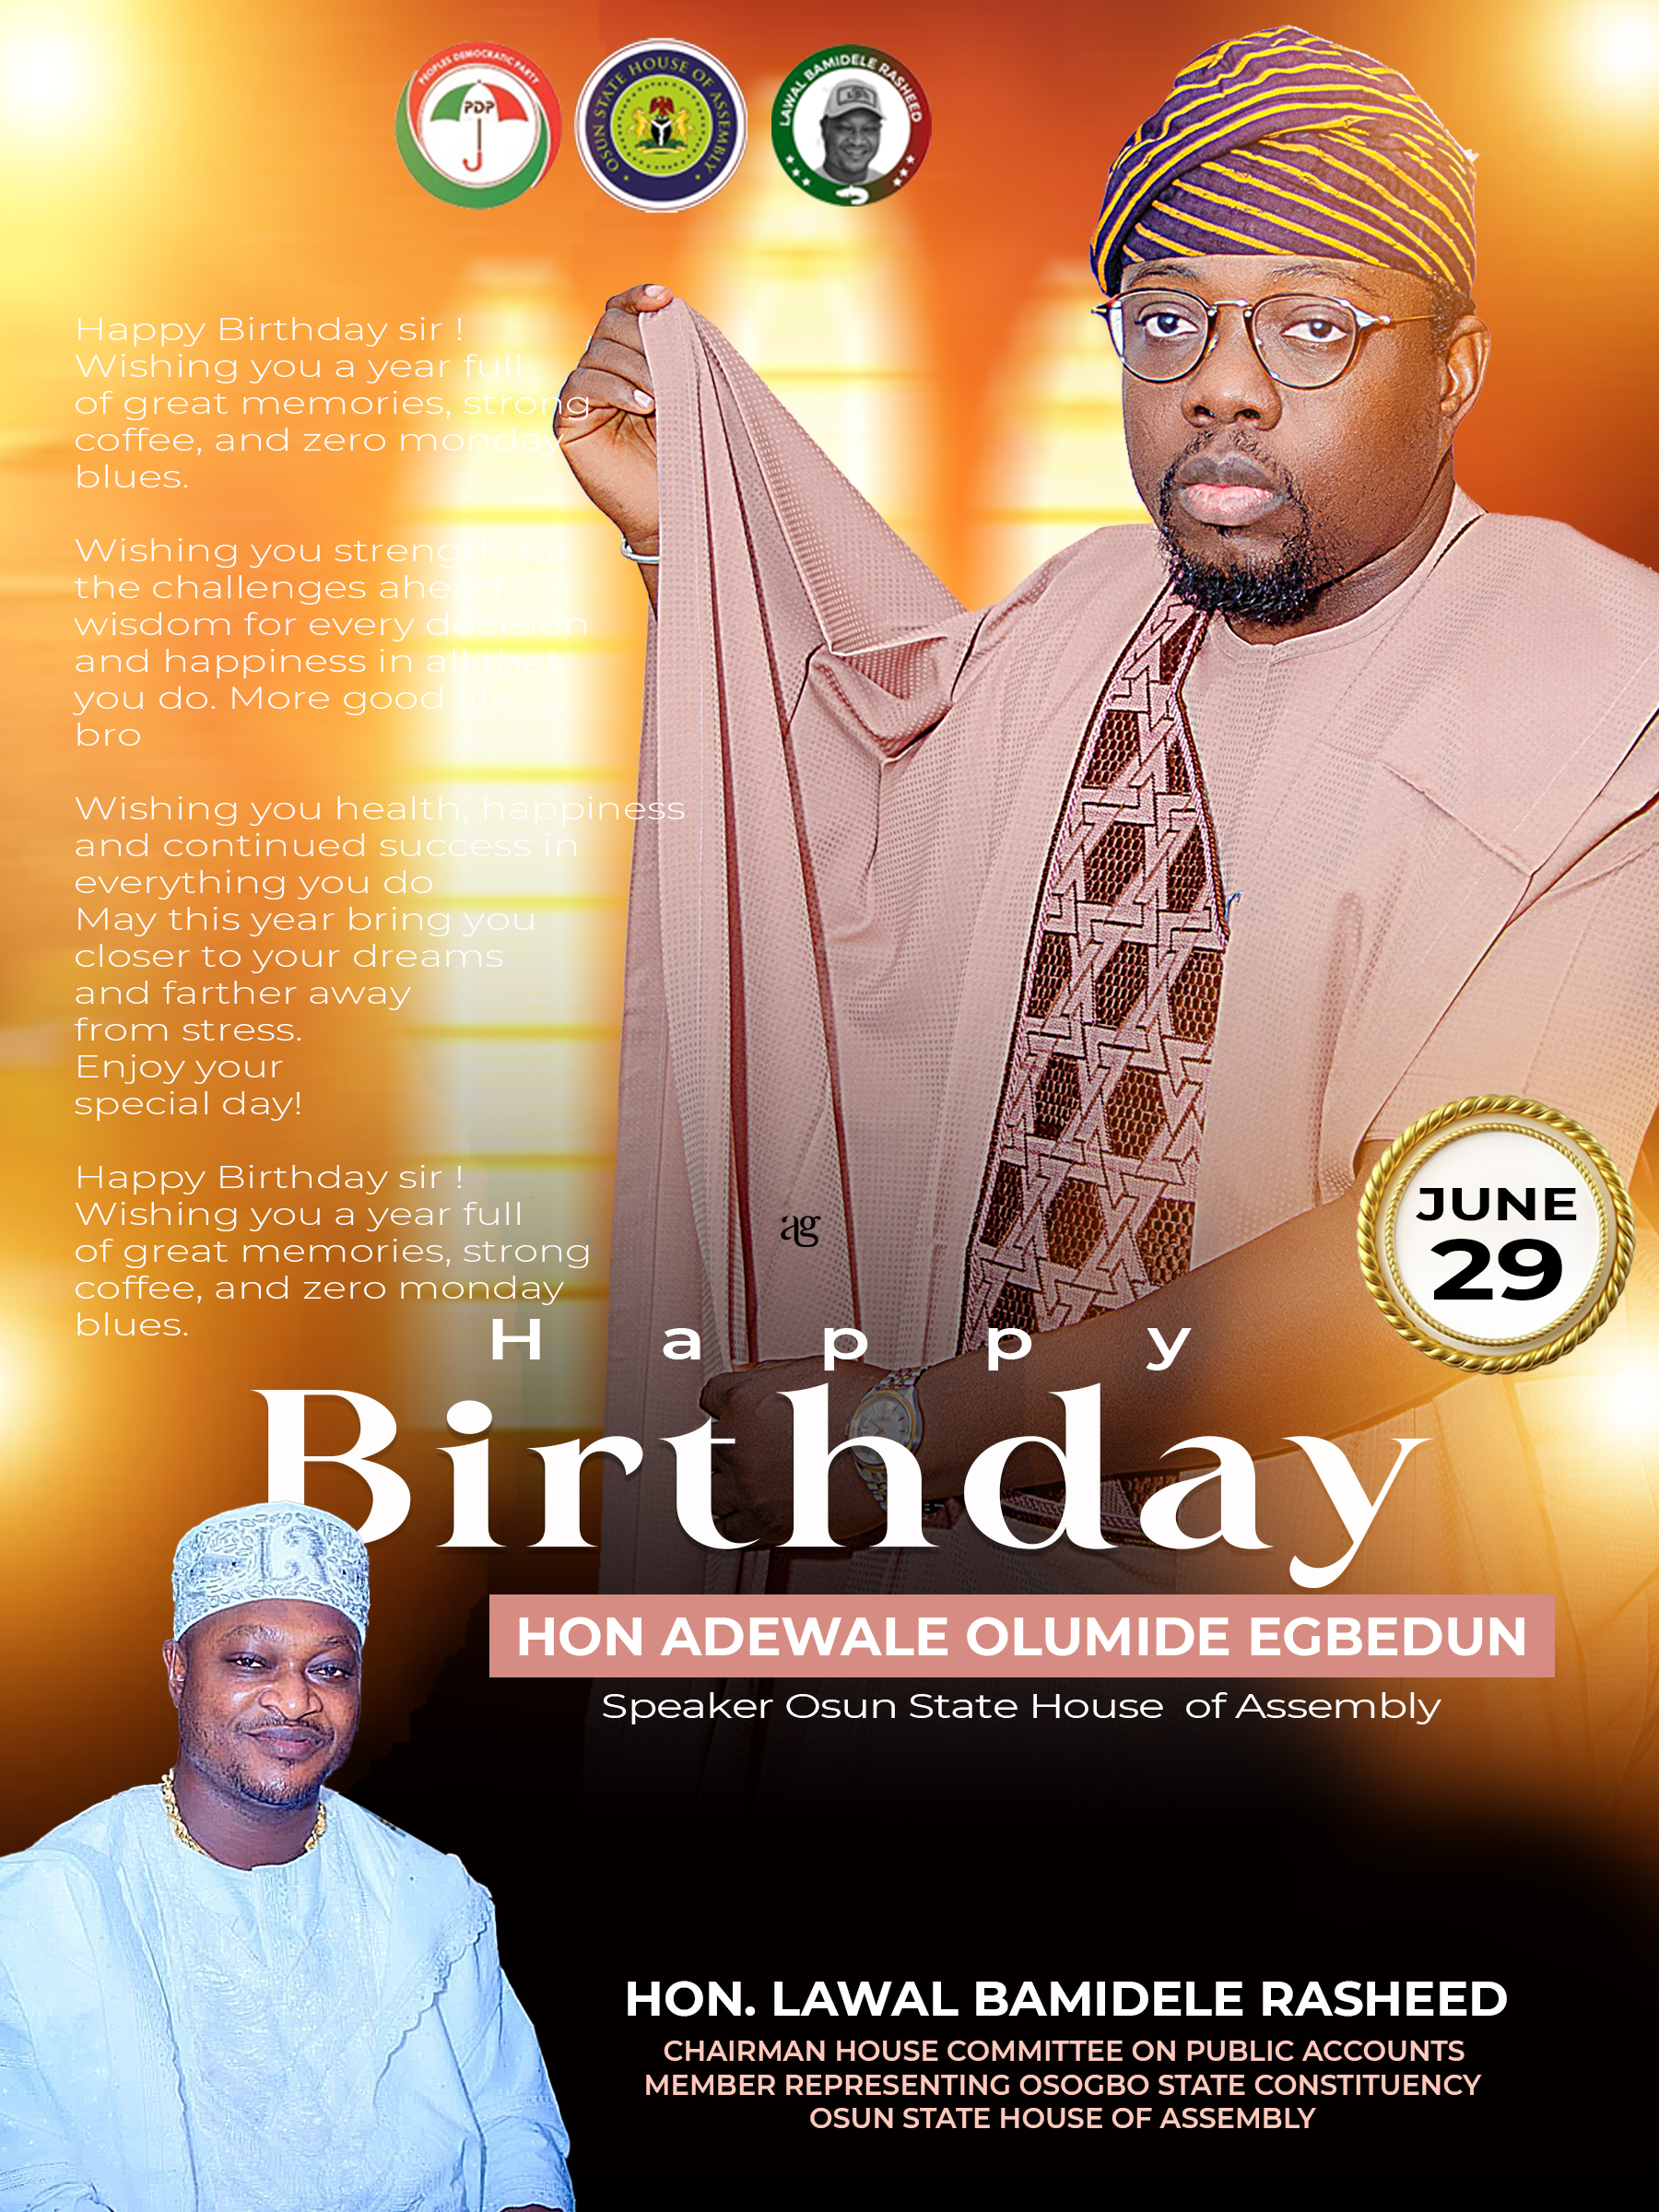 PEOPLES DEMOCRATIC PARTY
PDP
OSUN STATE HOUSE OF ASSEMBLY
LAWAL BAMIDELE RASHEED
Happy Birthday sir !
Wishing you a year full
of great memories, strong
coffee, and zero monday
blues.
Wishing you strength for
the challenges ahead,
wisdom for every decision
and happiness in all that
you do. More good life
bro
Wishing you health, happiness
and continued success in
everything you do
May this year bring you
closer to your dreams
and farther away
from stress.
Enjoy your
special day!
Happy Birthday sir !
Wishing you a year full
of great memories, strong
coffee, and zero monday
blues.
ag
JUNE
29
Happy
Birthday
HON ADEWALE OLUMIDE EGBEDUN
Speaker Osun State House of Assembly
HON. LAWAL BAMIDELE RASHEED
CHAIRMAN HOUSE COMMITTEE ON PUBLIC ACCOUNTS
MEMBER REPRESENTING OSOGBO STATE CONSTITUENCY
OSUN STATE HOUSE OF ASSEMBLY